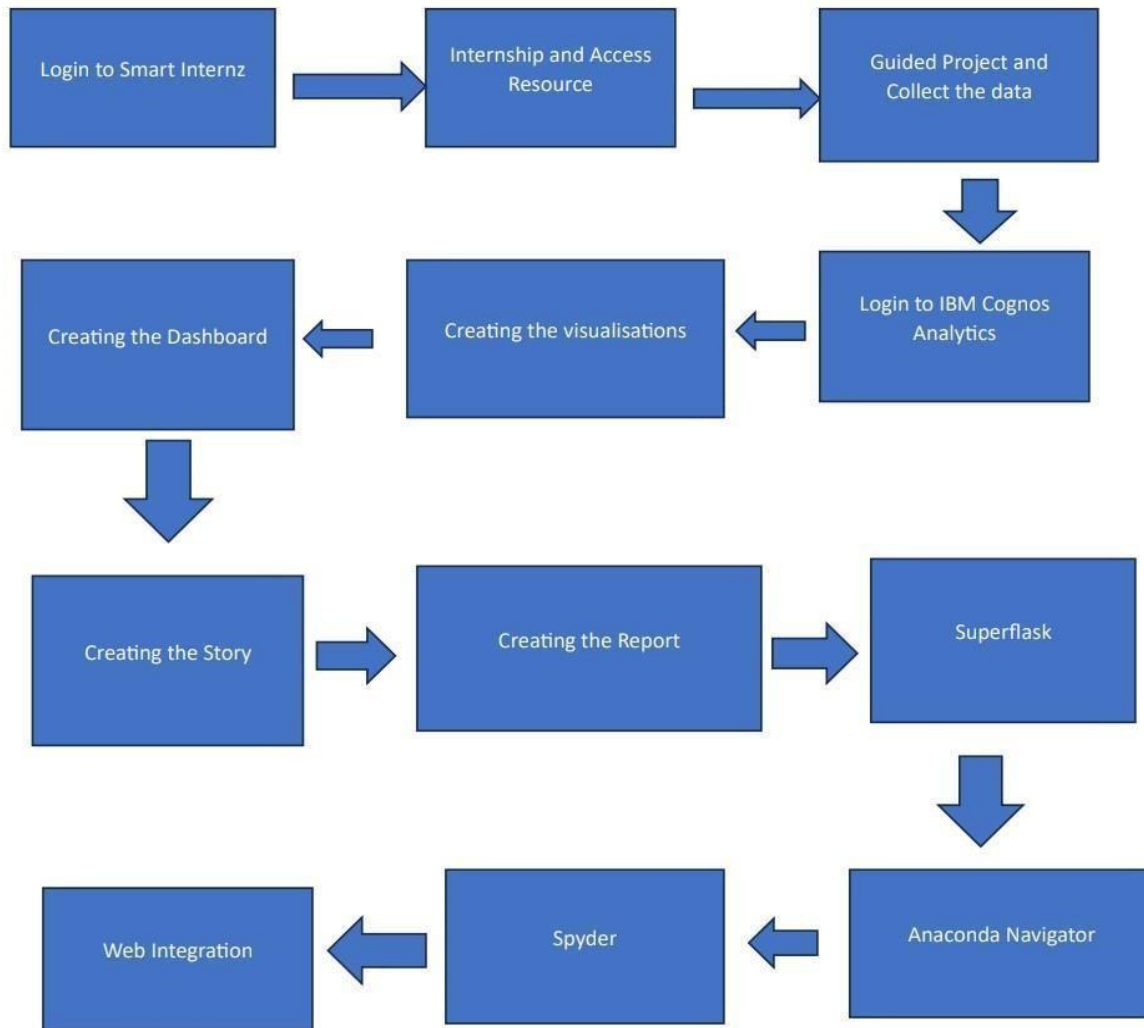 Login to Smart Internz
Internship and Access
Resource
Guided Project and
Collect the data
Login to IBM Cognos
Analytics
Creating the visualisations
Creating the Dashboard
Creating the Story
Creating the Report
Superflask
Anaconda Navigator
Spyder
Web Integration